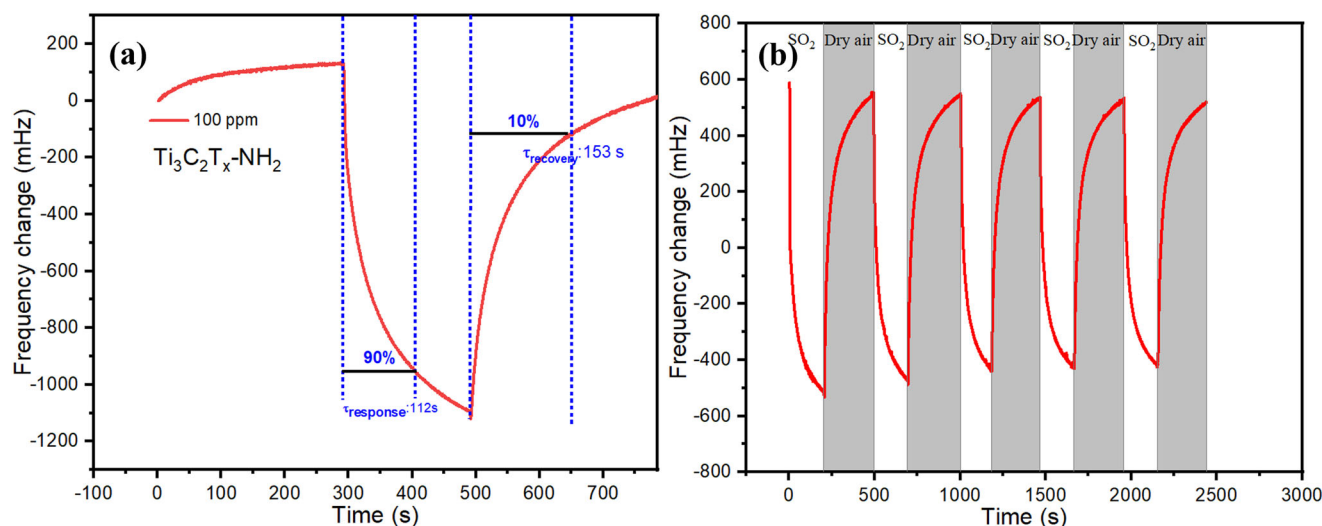 (a)
200
0
-200
-400
-600
-800
-1000
-1200
Frequency change (mHz)
100 ppm
Ti₃C₂Tₓ-NH₂
90%
τresponse:112s
10%
τrecovery:153 s
-100 0 100 200 300 400 500 600 700
Time (s)
(b)
800
600
400
200
0
-200
-400
-600
-800
Frequency change (mHz)
SO₂ Dry air SO₂ Dry air SO₂ Dry air SO₂ Dry air SO₂ Dry air
0 500 1000 1500 2000 2500 3000
Time (s)